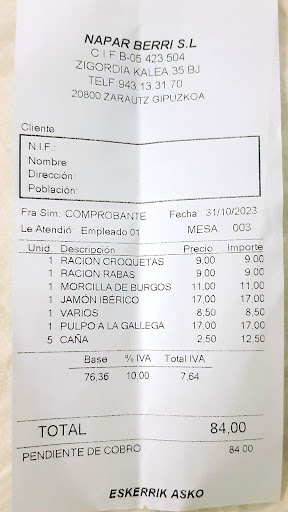 NAPAR BERRI S.L
C.I.F B-05 423.504
ZIGORDIA KALEA,35 BJ
TELF.943.13.31.70
20800 ZARAUTZ GIPUZKOA
Cliente
N.I.F.:
Nombre:
Dirección:
Población:
Fra Sim: COMPROBANTE Fecha: 31/10/2023
Le Atendió: Empleado 01 MESA: 003
Unid. Descripción Precio Importe
1 RACION CROQUETAS 9,00 9,00
1 RACION RABAS 9,00 9,00
1 MORCILLA DE BURGOS 11,00 11,00
1 JAMÓN IBÉRICO 17,00 17,00
1 VARIOS 8,50 8,50
1 PULPO A LA GALLEGA 17,00 17,00
5 CAÑA 2,50 12,50
Base % IVA Total IVA
76,36 10,00 7,64
TOTAL 84,00
PENDIENTE DE COBRO 84,00
ESKERRIK ASKO